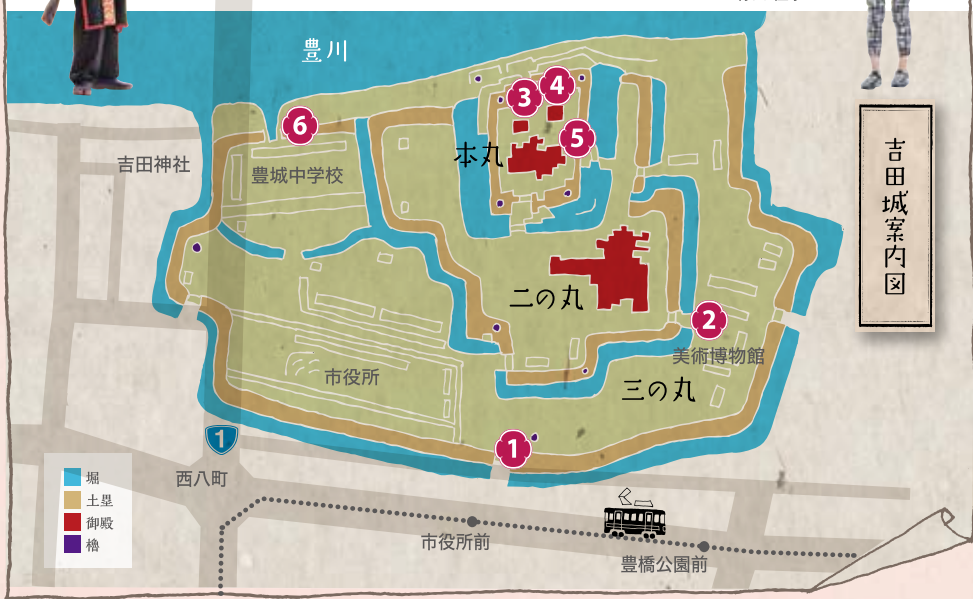 豊川
3
4
6
5
本丸
吉田神社
豊城中学校
吉田城案内図
二の丸
2
美術博物館
市役所
三の丸
1
1
西八町
堀
土塁
御殿
櫓
市役所前
豊橋公園前